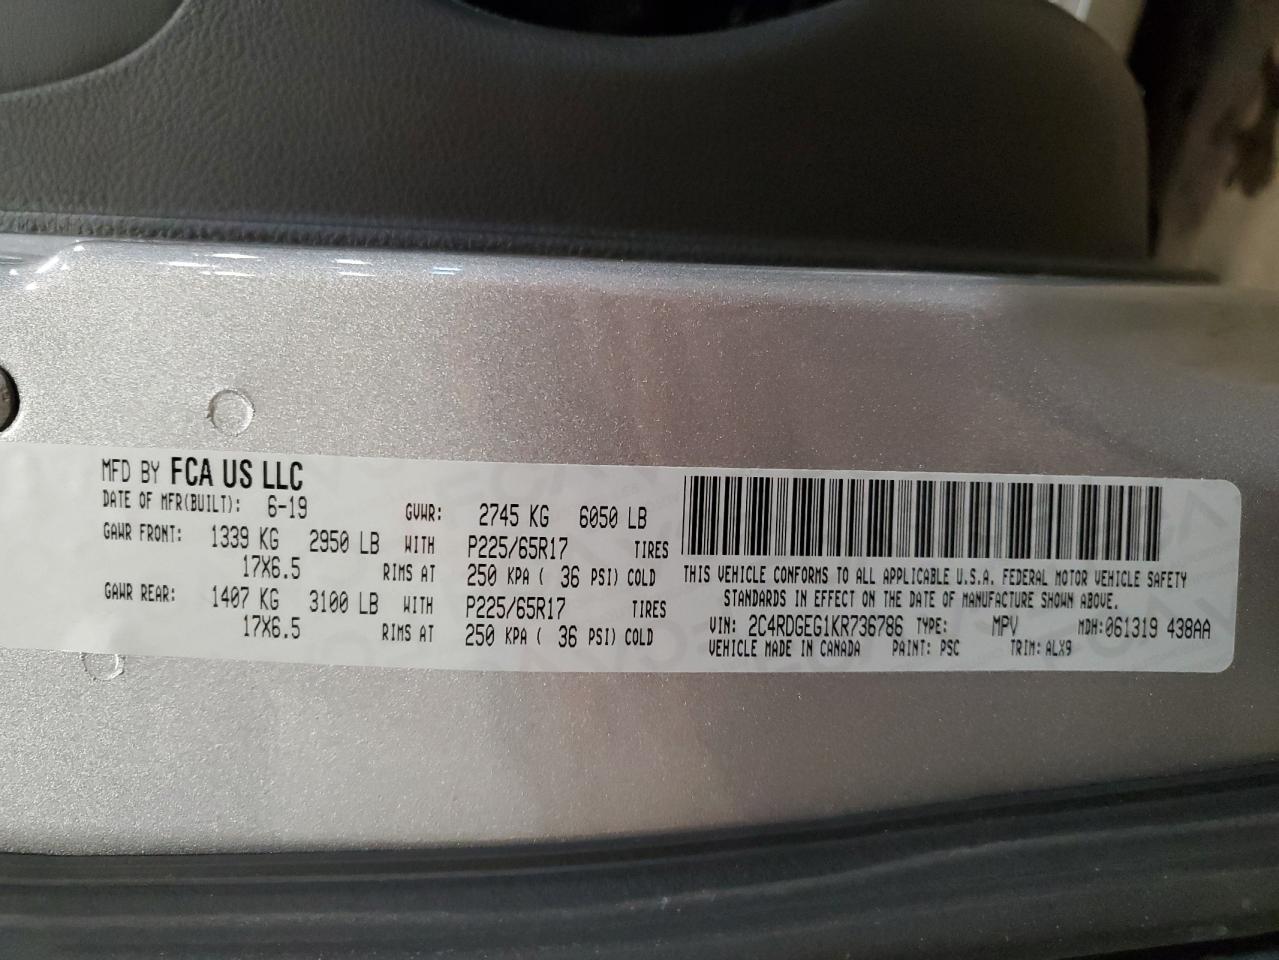 MFD BY FCA US LLC
DATE OF MFR(BUILT): 6-19 GVWR: 2745 KG 6050 LB
GAWR FRONT: 1339 KG 2950 LB WITH P225/65R17 TIRES
17X6.5 RIMS AT 250 KPA ( 36 PSI) COLD
GAWR REAR: 1407 KG 3100 LB WITH P225/65R17 TIRES
17X6.5 RIMS AT 250 KPA ( 36 PSI) COLD
THIS VEHICLE CONFORMS TO ALL APPLICABLE U.S.A. FEDERAL MOTOR VEHICLE SAFETY
STANDARDS IN EFFECT ON THE DATE OF MANUFACTURE SHOWN ABOVE.
VIN: 2C4RDGEG1KR736786 TYPE: MPV MDH: 061319 438AA
VEHICLE MADE IN CANADA PAINT: PSC TRIM: ALX9